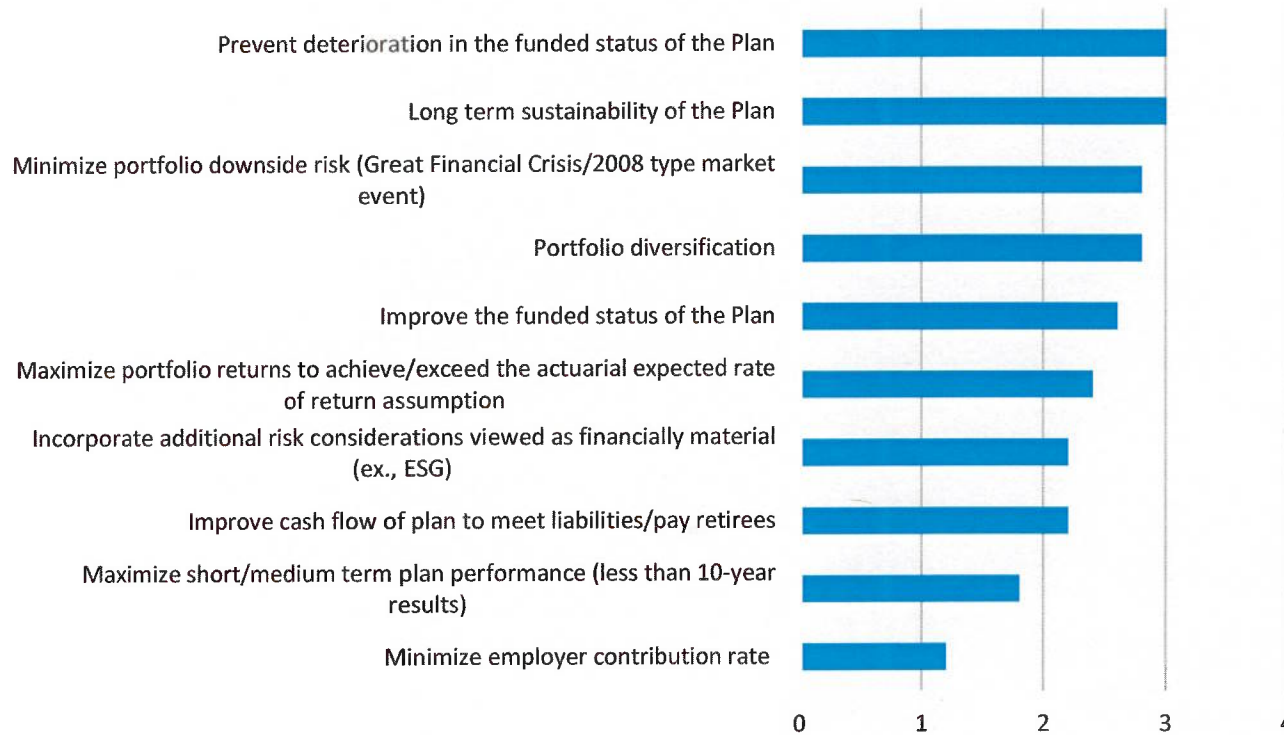 Prevent deterioration in the funded status of the Plan
Long term sustainability of the Plan
Minimize portfolio downside risk (Great Financial Crisis/2008 type market
event)
Portfolio diversification
Improve the funded status of the Plan
Maximize portfolio returns to achieve/exceed the actuarial expected rate
of return assumption
Incorporate additional risk considerations viewed as financially material
(ex., ESG)
Improve cash flow of plan to meet liabilities/pay retirees
Maximize short/medium term plan performance (less than 10-year
results)
Minimize employer contribution rate
0 1 2 3 4